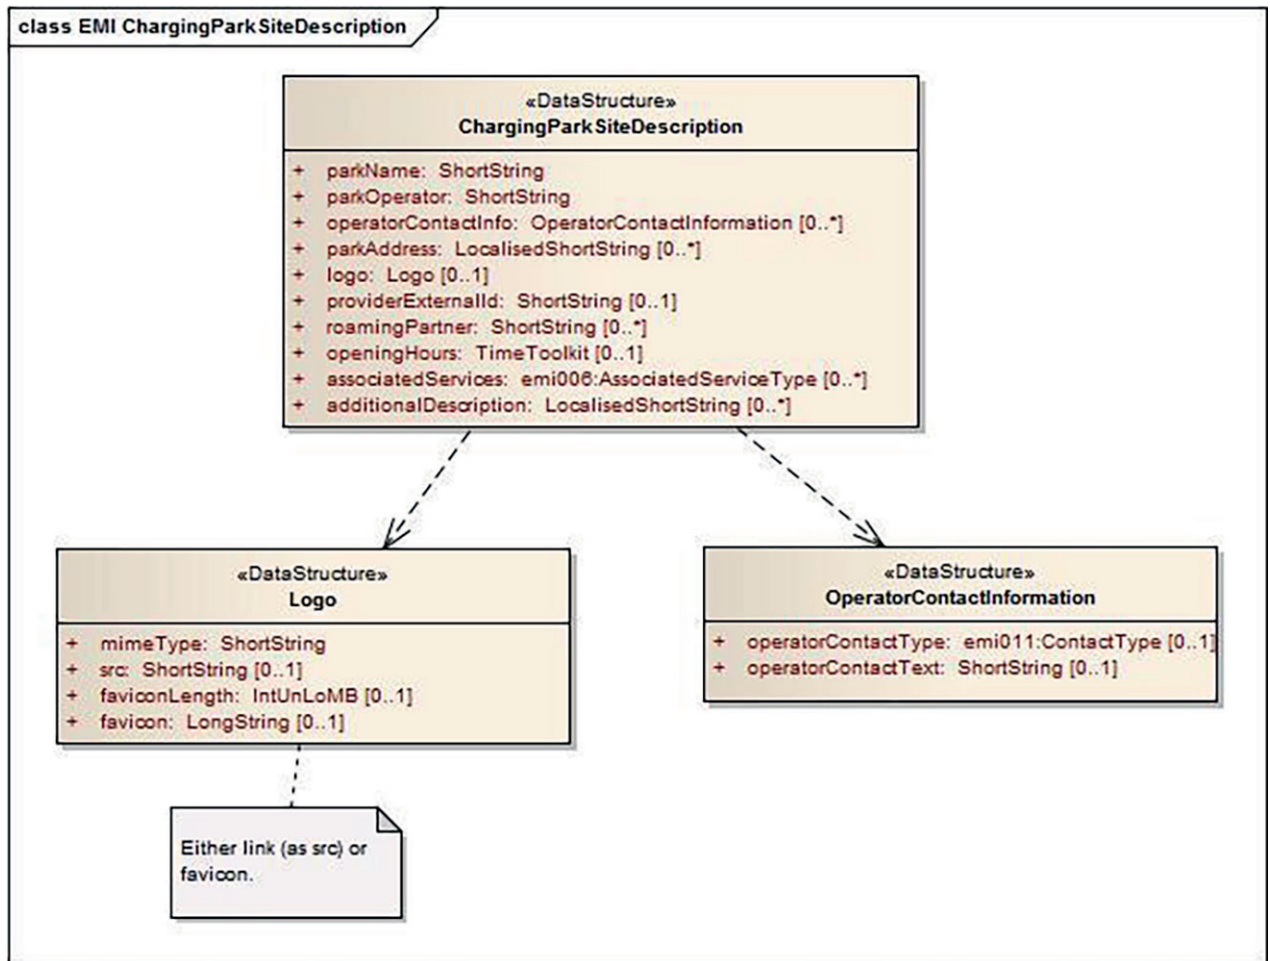 class EMI ChargingParkSiteDescription
«DataStructure»
ChargingParkSiteDescription
+ parkName: ShortString
+ parkOperator: ShortString
+ operatorContactInfo: OperatorContactInformation [0..*]
+ parkAddress: LocalisedShortString [0..*]
+ logo: Logo [0..1]
+ providerExternalId: ShortString [0..1]
+ roamingPartner: ShortString [0..*]
+ openingHours: TimeToolkit [0..1]
+ associatedServices: emi006:AssociatedServiceType [0..*]
+ additionalDescription: LocalisedShortString [0..*]
«DataStructure»
Logo
+ mimeType: ShortString
+ src: ShortString [0..1]
+ faviconLength: IntUnLoMB [0..1]
+ favicon: LongString [0..1]
«DataStructure»
OperatorContactInformation
+ operatorContactType: emi011:ContactType [0..1]
+ operatorContactText: ShortString [0..1]
Either link (as src) or
favicon.